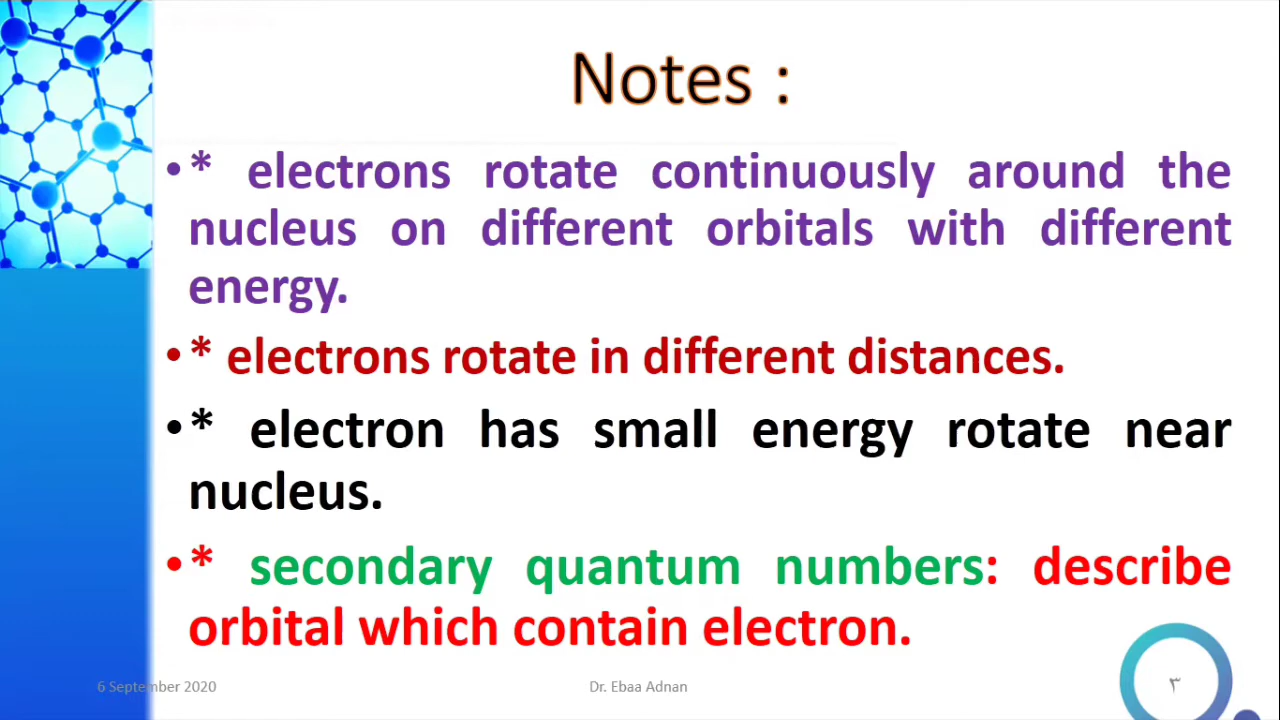 Notes :
• * electrons rotate continuously around the
nucleus on different orbitals with different
energy.
• * electrons rotate in different distances.
• * electron has small energy rotate near
nucleus.
• * secondary quantum numbers: describe
orbital which contain electron.
6 September 2020
Dr. Ebaa Adnan
٣